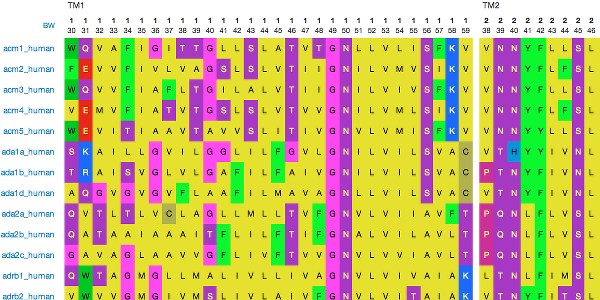 TM1 TM2
BW 1 1 1 1 1 1 1 1 1 1 1 1 1 1 1 1 1 1 1 1 1 1 1 1 1 1 1 1 1 1 2 2 2 2 2 2 2 2 2
30 31 32 33 34 35 36 37 38 39 40 41 42 43 44 45 46 47 48 49 50 51 52 53 54 55 56 57 58 59 38 39 40 41 42 43 44 45 46
acm1_human W Q V A F I G I T T G L L S L A T V T G N L L V L I S F K V V N N Y F L L S L
acm2_human F E V V F I V L V A G S L S L V T I I G N I L V M V S I K V V N N Y F L F S L
acm3_human W Q V V F I A F L T G I L A L V T I I G N I L V I V S F K V V N N Y F L L S L
acm4_human V E M V F I A T V T G S L S L V T V V G N I L V M L S I K V V N N Y F L F S L
acm5_human W E V I T I A A V T A V V S L I T I V G N V L V M I S F K V V N N Y Y L L S L
ada1a_human S K A I L L G V I L G G L I L F G V L G N I L V I L S V A C V T H Y Y I V N L
ada1b_human T R A I S V G L V L G A F I L F A I V G N I L V I L S V A C P T N Y F I V N L
ada1d_human A Q G V G V G V F L A A F I L M A V A G N L L V I L S V A C V T N Y F I V N L
ada2a_human Q V T L T L V C L A G L L M L L T V F G N V L V I I A V F T P Q N L F L V S L
ada2b_human Q A T A A I A A A I T F L I L F T I F G N A L V I L A V L T P Q N L F L V S L
ada2c_human G A V A G L A A V V G F L I V F T V V G N V L V V I A V L T P Q N L F L V S L
adrb1_human Q W T A G M G L L M A L I V L L I V A G N V L V I V A I A K L T N L F I M S L
adrb2_human V W V V G M G I V M S L I V L A I V F G N V L V I T A I A K V T N Y F I T S L